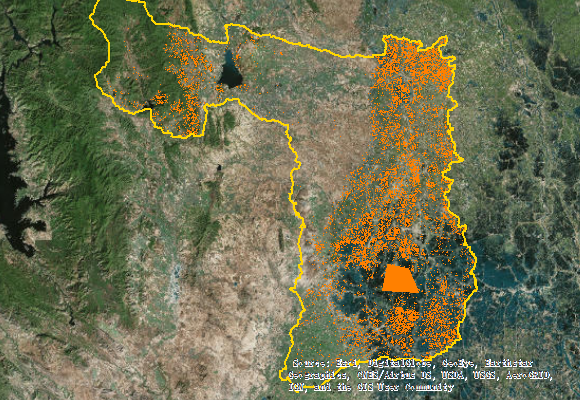 Source: Esri, DigitalGlobe, GeoEye, Earthstar
Geographics, CNES/Airbus DS, USDA, USGS, AeroGRID,
IGN, and the GIS User Community